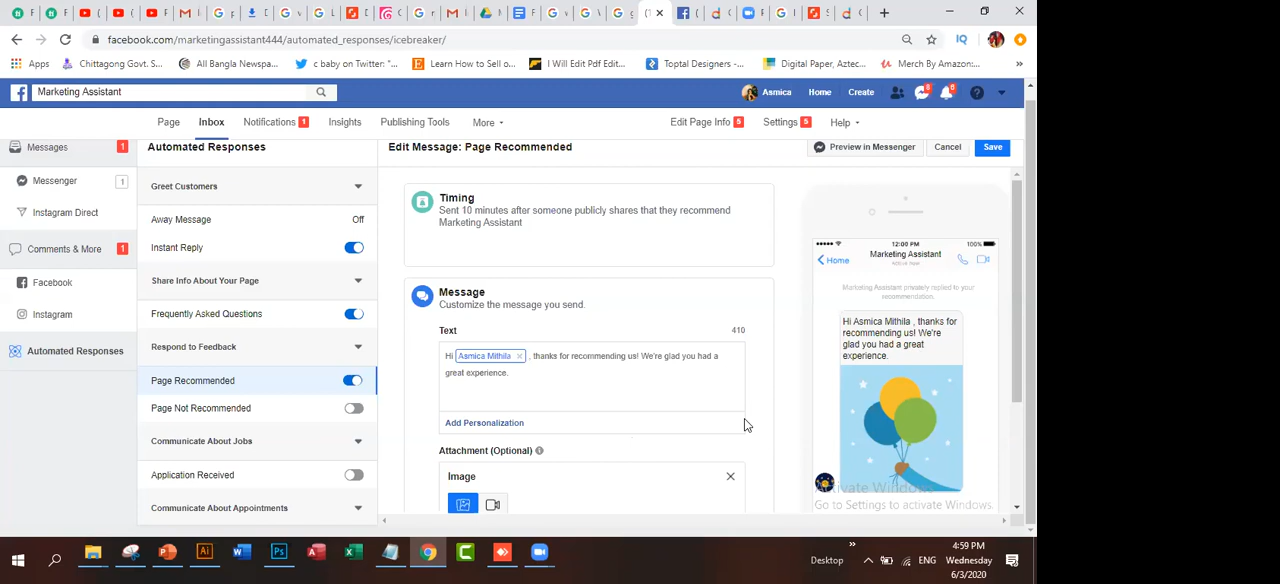 facebook.com/marketingassistant444/automated_responses/icebreaker/
Apps
Chittagong Govt. S...
All Bangla Newspa...
c baby on Twitter: "...
Learn How to Sell o...
I Will Edit Pdf Edit...
Toptal Designers -...
Digital Paper, Aztec...
Merch By Amazon:...
Marketing Assistant
Asmica
Home
Create
8
6
Page
Inbox
Notifications 1
Insights
Publishing Tools
More
Edit Page Info 5
Settings 5
Help
Messages 1
Messenger 1
Instagram Direct
Comments & More 1
Facebook
Instagram
Automated Responses
Automated Responses
Greet Customers
Away Message Off
Instant Reply
Share Info About Your Page
Frequently Asked Questions
Respond to Feedback
Page Recommended
Page Not Recommended
Communicate About Jobs
Application Received
Communicate About Appointments
Edit Message: Page Recommended
Preview in Messenger
Cancel
Save
Timing
Sent 10 minutes after someone publicly shares that they recommend
Marketing Assistant
Message
Customize the message you send.
Text 410
Hi Asmica Mithila × , thanks for recommending us! We're glad you had a
great experience.
Add Personalization
Attachment (Optional)
Image
12:00 PM 100%
Home
Marketing Assistant
Marketing Assistant privately replied to your
recommendation.
Hi Asmica Mithila , thanks for
recommending us! We're
glad you had a great
experience.
Activate Windows
Go to Settings to activate Windows.
Desktop
ENG
4:59 PM
Wednesday
6/3/2020